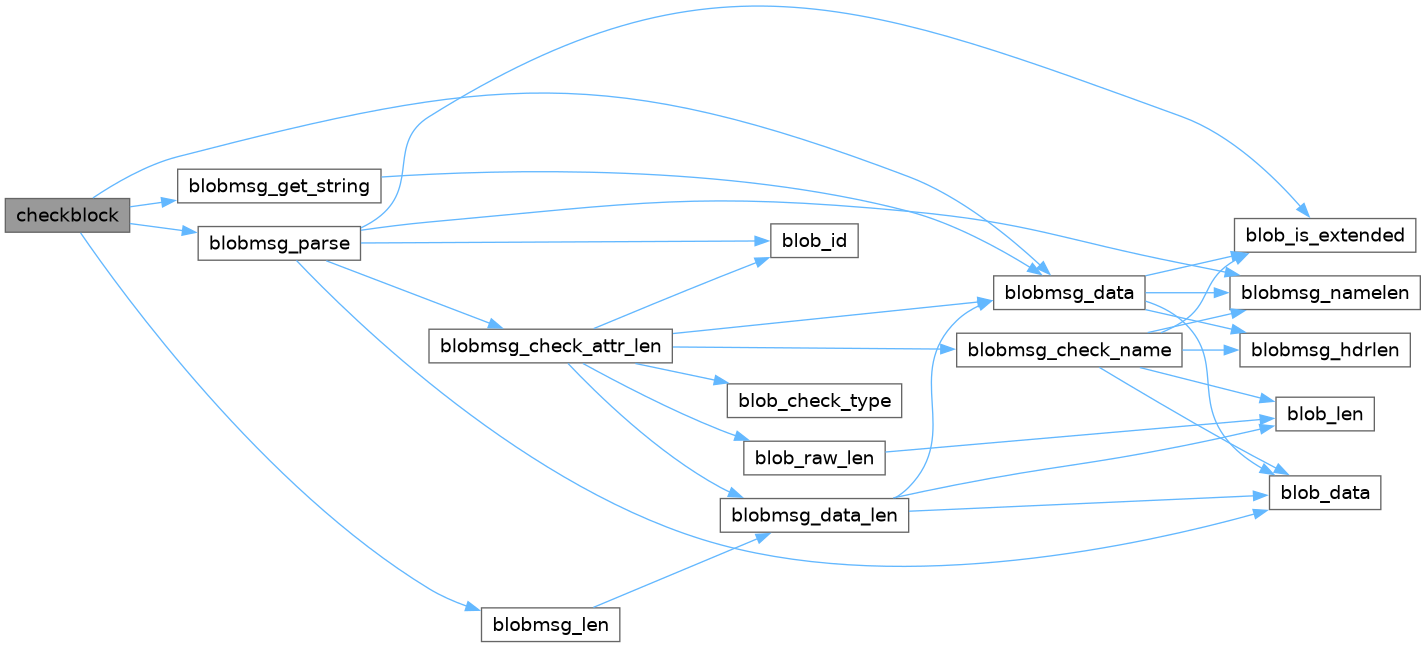 checkblock
blobmsg_get_string
blobmsg_parse
blob_id
blob_is_extended
blobmsg_data
blobmsg_namelen
blobmsg_check_attr_len
blobmsg_check_name
blobmsg_hdrlen
blob_check_type
blob_len
blob_raw_len
blob_data
blobmsg_data_len
blobmsg_len